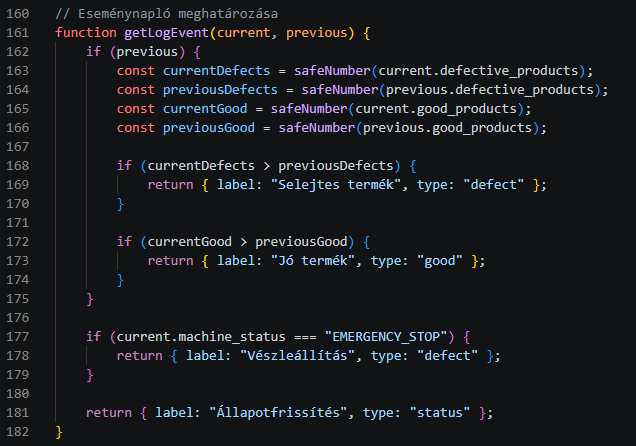 160 // Eseménynapló meghatározása
161 function getLogEvent(current, previous) {
162     if (previous) {
163         const currentDefects = safeNumber(current.defective_products);
164         const previousDefects = safeNumber(previous.defective_products);
165         const currentGood = safeNumber(current.good_products);
166         const previousGood = safeNumber(previous.good_products);
167
168         if (currentDefects > previousDefects) {
169             return { label: "Selejtes termék", type: "defect" };
170         }
171
172         if (currentGood > previousGood) {
173             return { label: "Jó termék", type: "good" };
174         }
175     }
176
177     if (current.machine_status === "EMERGENCY_STOP") {
178         return { label: "Vészleállítás", type: "defect" };
179     }
180
181     return { label: "Állapotfrissítés", type: "status" };
182 }